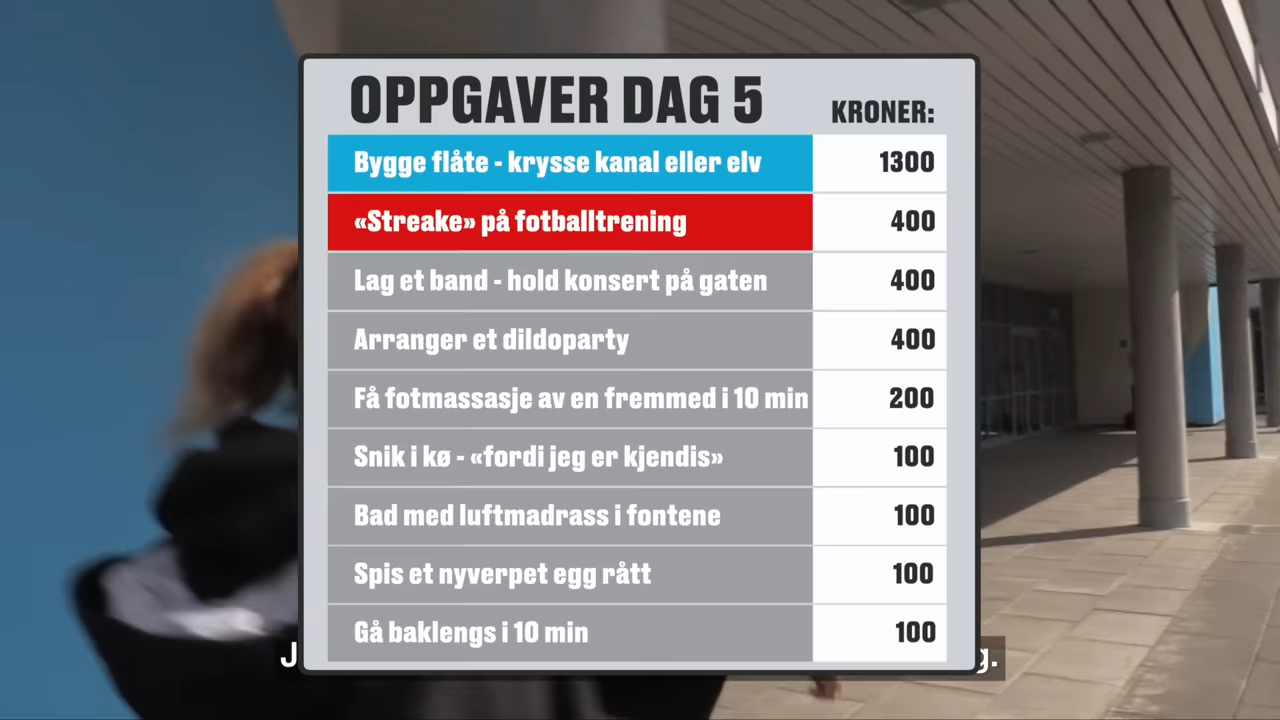 OPPGAVER DAG 5 KRONER:
Bygge flåte - krysse kanal eller elv 1300
«Streake» på fotballtrening 400
Lag et band - hold konsert på gaten 400
Arranger et dildoparty 400
Få fotmassasje av en fremmed i 10 min 200
Snik i kø - «fordi jeg er kjendis» 100
Bad med luftmadrass i fontene 100
Spis et nyverpet egg rått 100
Gå baklengs i 10 min 100